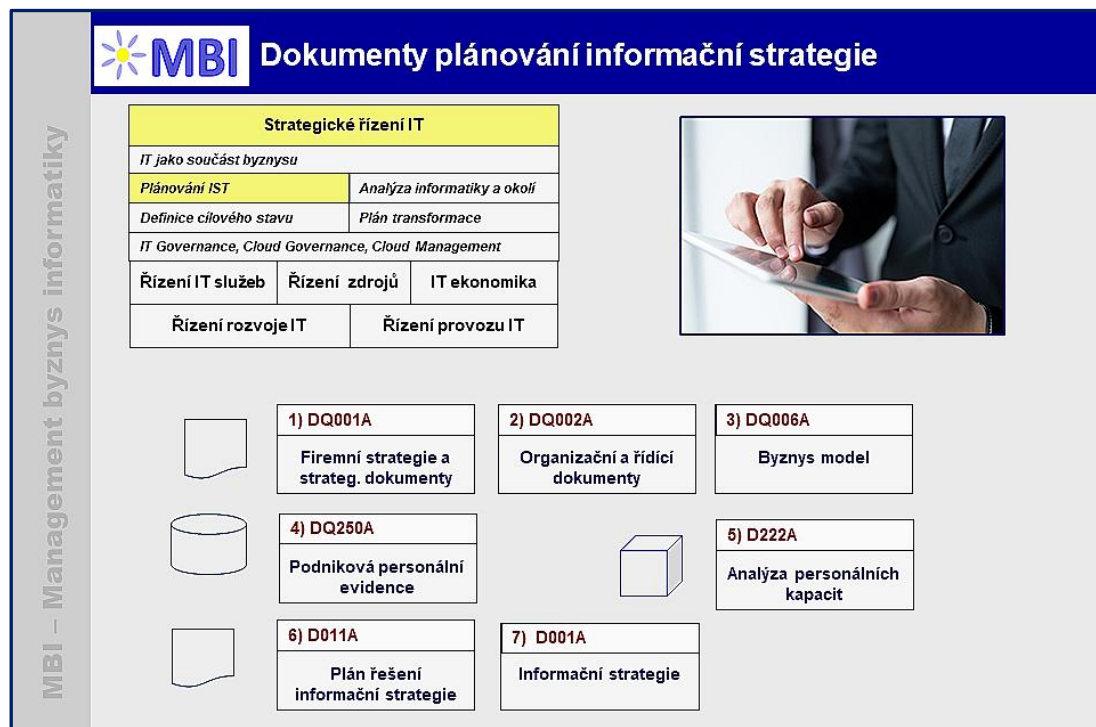 MBI
Dokumenty plánování informační strategie
MBI – Management byznys informatiky
Strategické řízení IT
IT jako součást byznysu
Plánování IST
Analýza informatiky a okolí
Definice cílového stavu
Plán transformace
IT Governance, Cloud Governance, Cloud Management
Řízení IT služeb
Řízení zdrojů
IT ekonomika
Řízení rozvoje IT
Řízení provozu IT
1) DQ001A
Firemní strategie a
strateg. dokumenty
2) DQ002A
Organizační a řídící
dokumenty
3) DQ006A
Byznys model
4) DQ250A
Podniková personální
evidence
5) D222A
Analýza personálních
kapacit
6) D011A
Plán řešení
informační strategie
7) D001A
Informační strategie